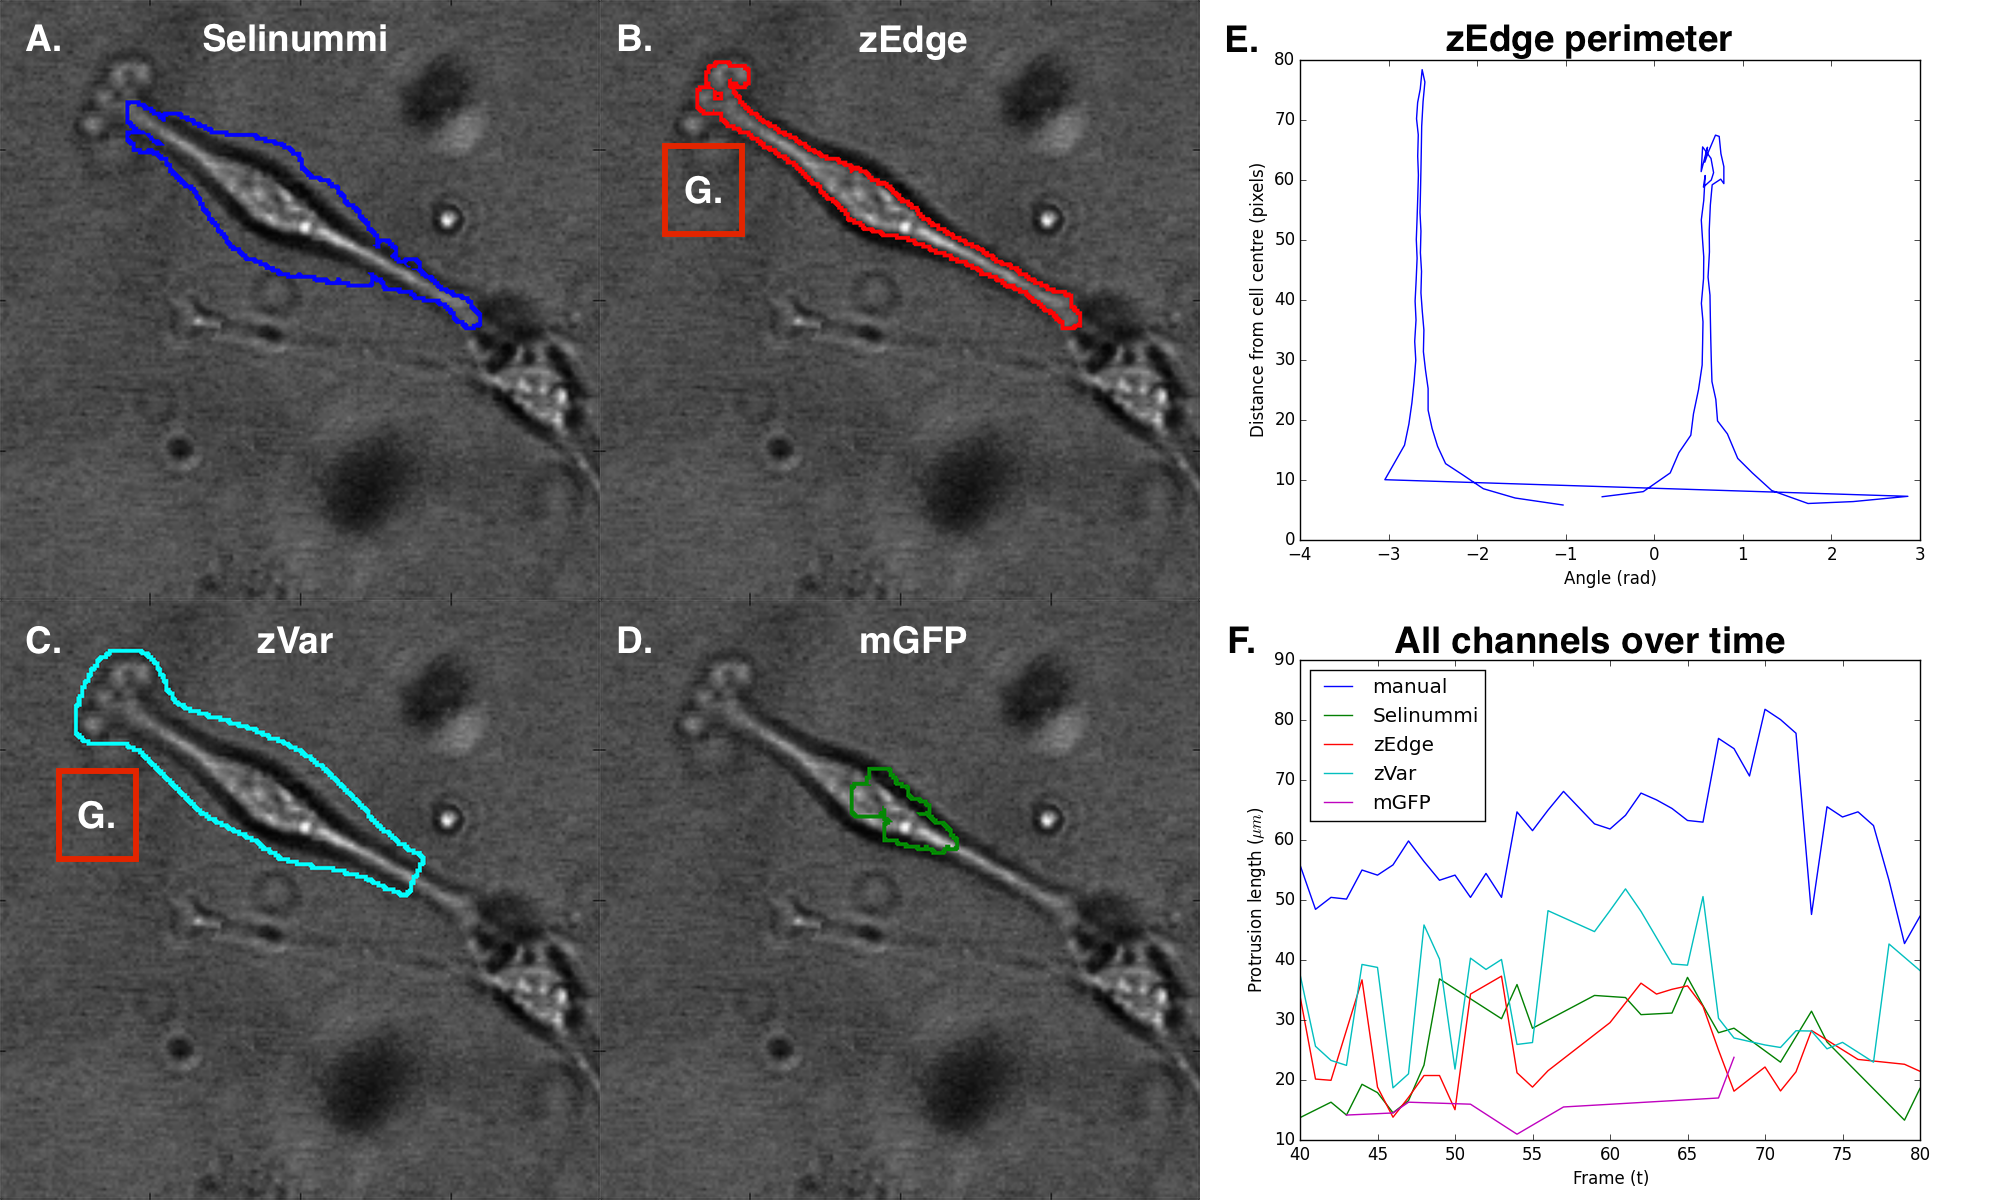 A. Selinummi
B. zEdge
G.
C. zVar
G.
D. mGFP
E. zEdge perimeter
80
70
60
50
40
30
20
10
0
Distance from cell centre (pixels)
−4 −3 −2 −1 0 1 2 3
Angle (rad)
F. All channels over time
90
80
70
60
50
40
30
20
10
Protrusion length (μm)
manual
Selinummi
zEdge
zVar
mGFP
40 45 50 55 60 65 70 75 80
Frame (t)